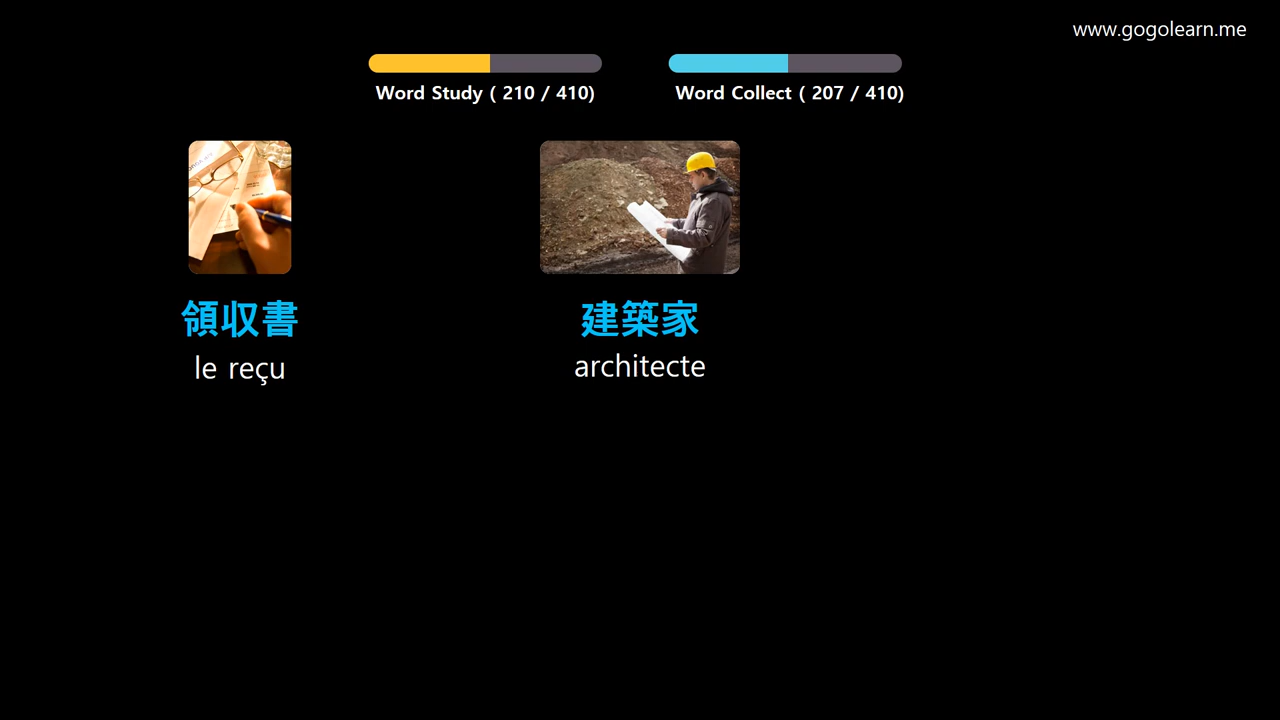 www.gogolearn.me
Word Study ( 210 / 410)
Word Collect ( 207 / 410)
領収書
le reçu
建築家
architecte